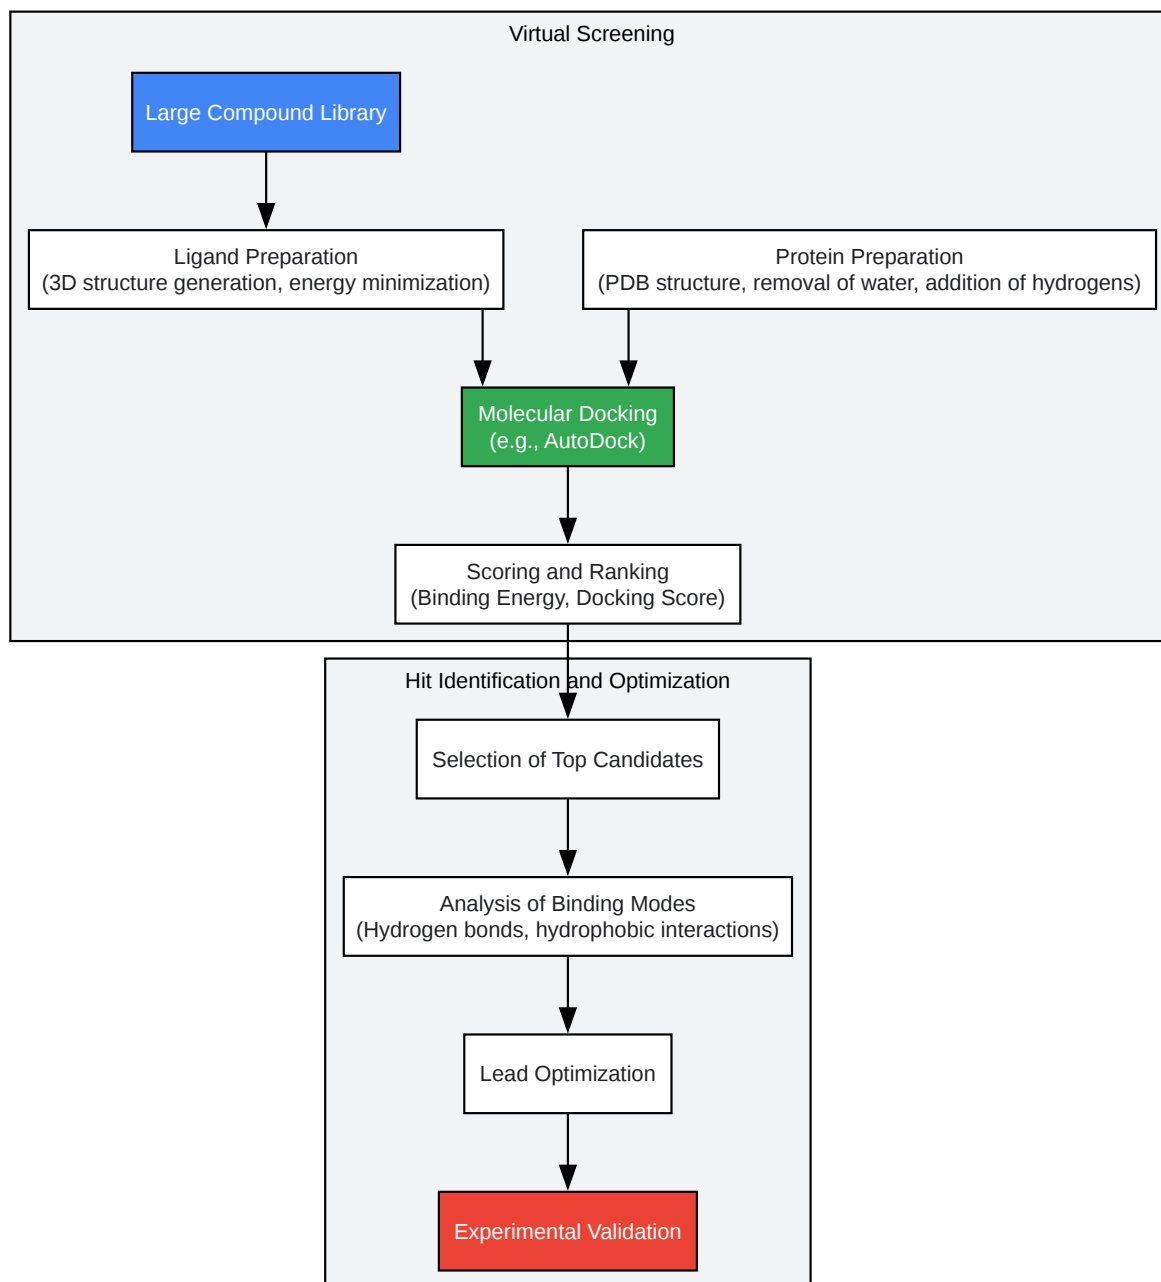 Virtual Screening
Large Compound Library
Ligand Preparation
(3D structure generation, energy minimization)
Protein Preparation
(PDB structure, removal of water, addition of hydrogens)
Molecular Docking
(e.g., AutoDock)
Scoring and Ranking
(Binding Energy, Docking Score)
Hit Identification and Optimization
Selection of Top Candidates
Analysis of Binding Modes
(Hydrogen bonds, hydrophobic interactions)
Lead Optimization
Experimental Validation